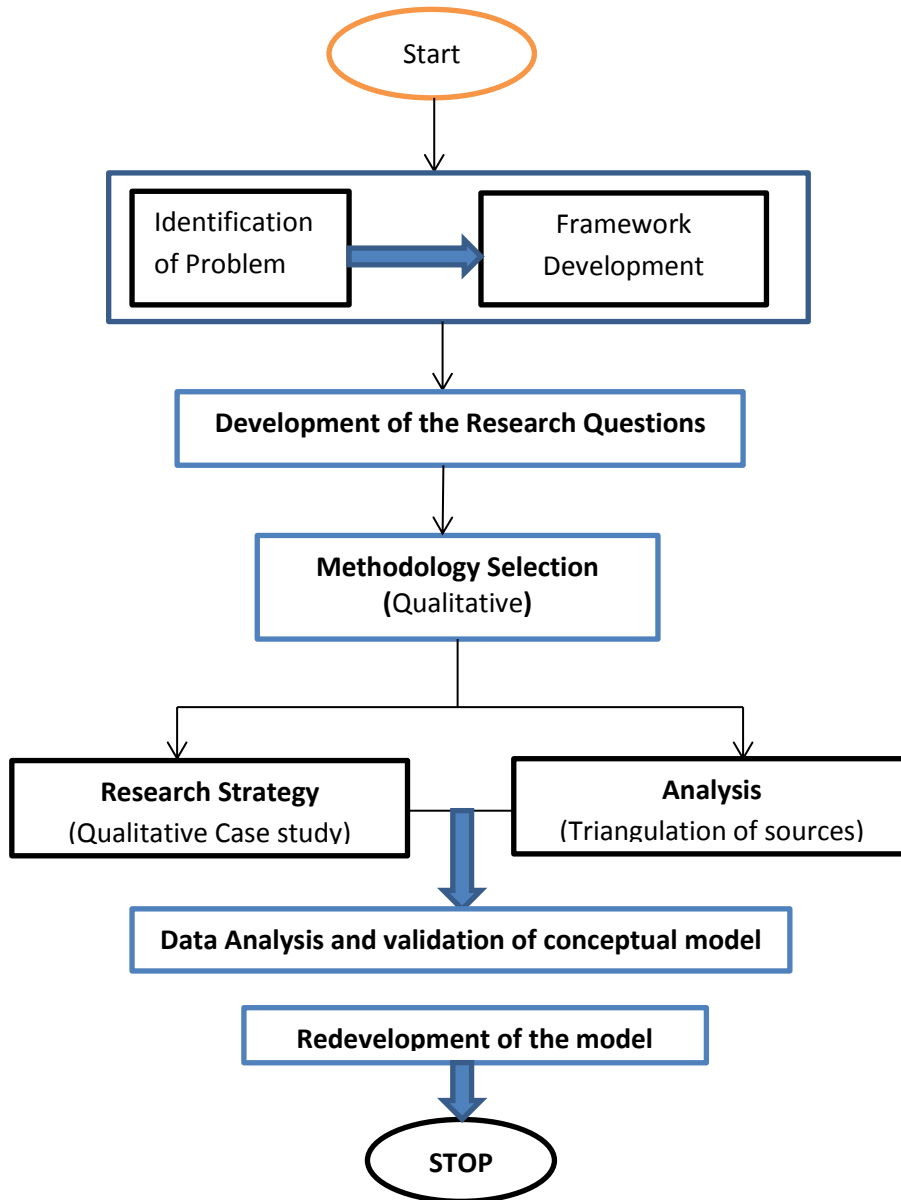 Start
Identification
of Problem
Framework
Development
Development of the Research Questions
Methodology Selection
(Qualitative)
Research Strategy
(Qualitative Case study)
Analysis
(Triangulation of sources)
Data Analysis and validation of conceptual model
Redevelopment of the model
STOP